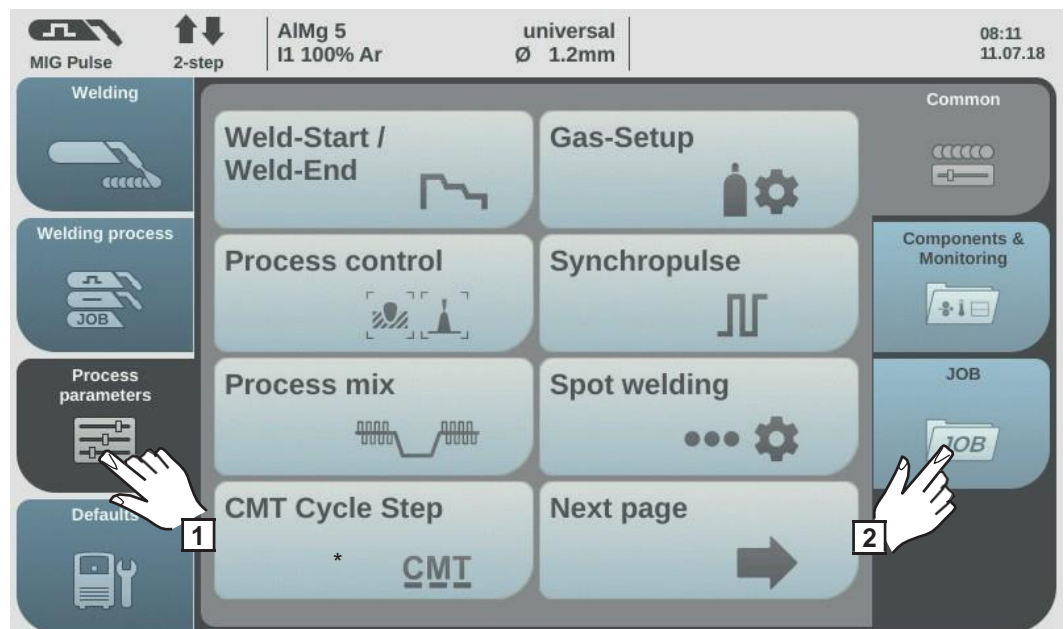 MIG Pulse
2-step
AlMg 5
I1 100% Ar
universal
Ø 1.2mm
08:11
11.07.18
Welding
Welding process
JOB
Process
parameters
Defaults
1
Weld-Start /
Weld-End
Gas-Setup
Process control
Synchropulse
Process mix
Spot welding
CMT Cycle Step
* CMT
Next page
Common
Components &
Monitoring
JOB
JOB
2